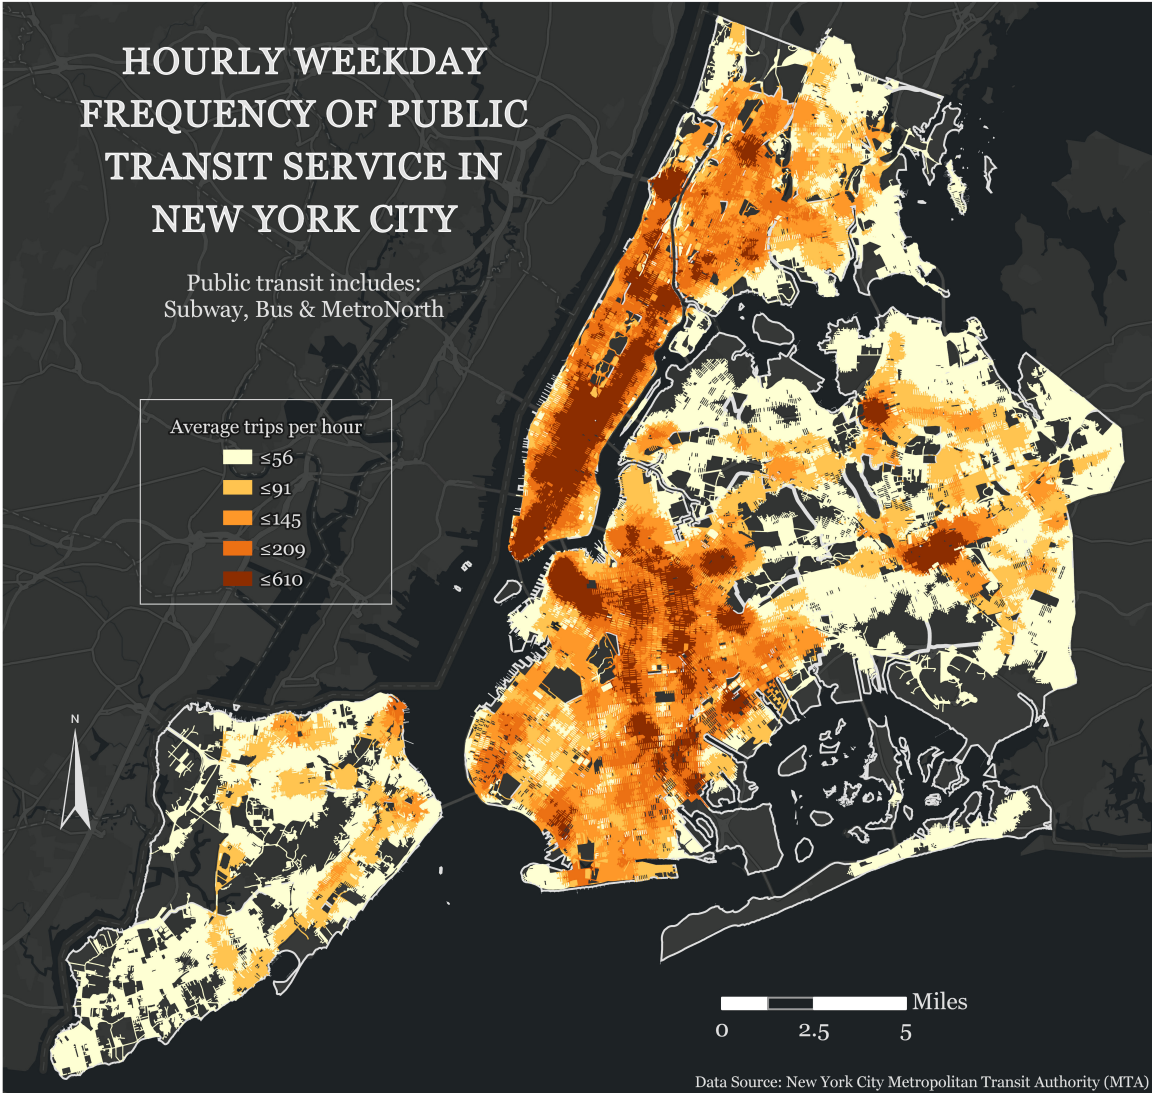 HOURLY WEEKDAY
FREQUENCY OF PUBLIC
TRANSIT SERVICE IN
NEW YORK CITY
Public transit includes:
Subway, Bus & MetroNorth
Average trips per hour
≤56
≤91
≤145
≤209
≤610
N
Miles
0 2.5 5
Data Source: New York City Metropolitan Transit Authority (MTA)